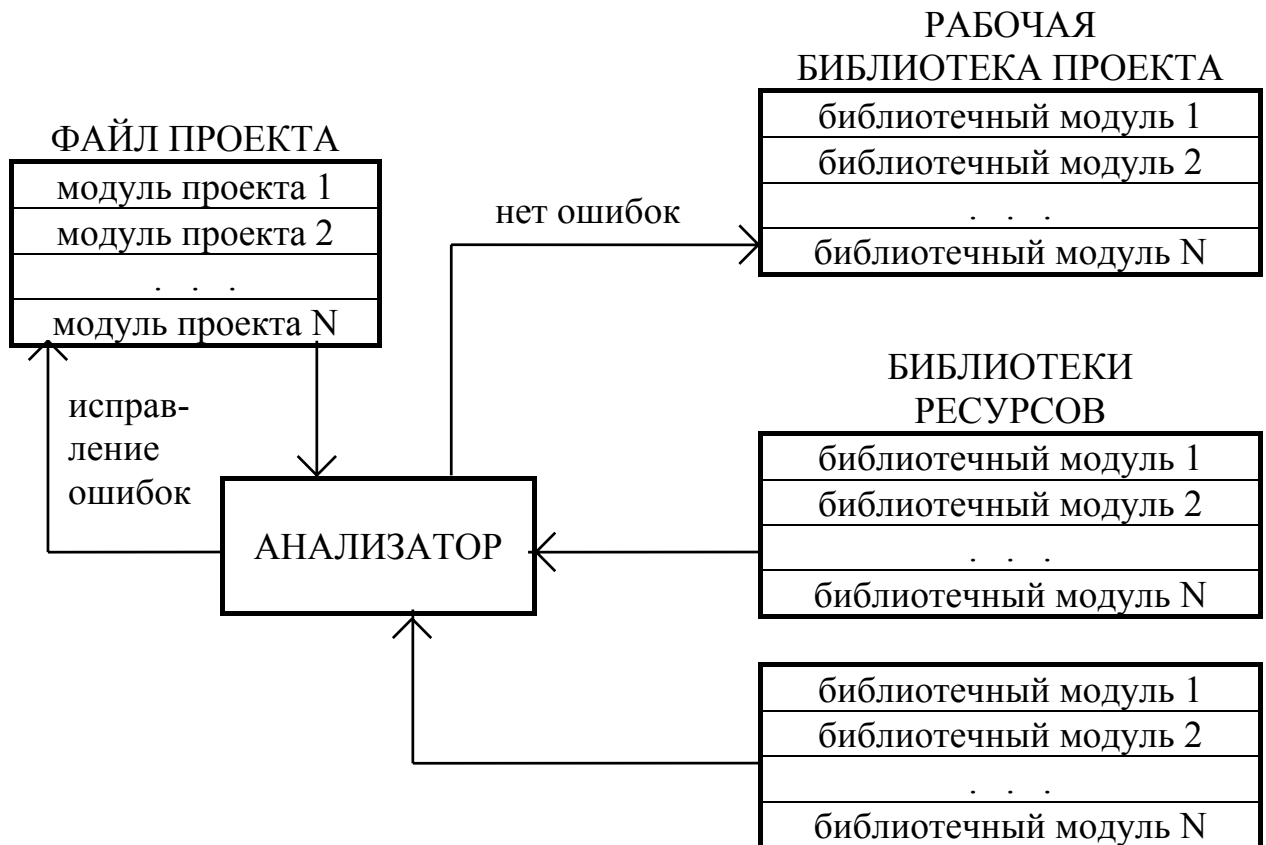 РАБОЧАЯ
БИБЛИОТЕКА ПРОЕКТА
библиотечный модуль 1
библиотечный модуль 2
. . .
библиотечный модуль N
ФАЙЛ ПРОЕКТА
модуль проекта 1
модуль проекта 2
. . .
модуль проекта N
нет ошибок
исправ-
ление
ошибок
АНАЛИЗАТОР
БИБЛИОТЕКИ
РЕСУРСОВ
библиотечный модуль 1
библиотечный модуль 2
. . .
библиотечный модуль N
библиотечный модуль 1
библиотечный модуль 2
. . .
библиотечный модуль N